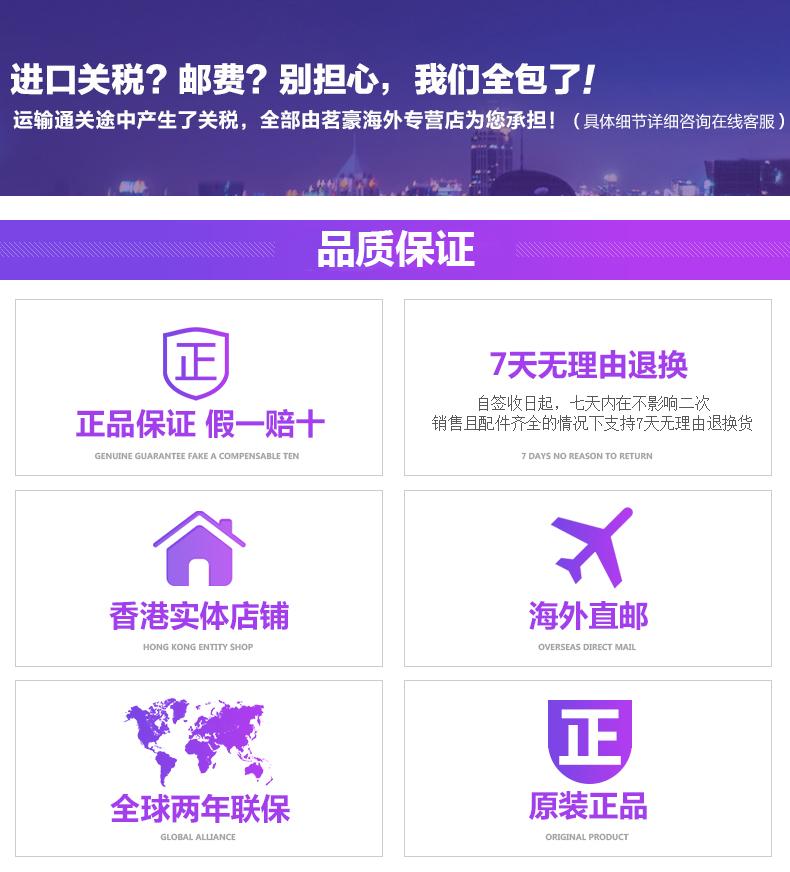 进口关税？邮费？别担心，我们全包了！
运输通关途中产生了关税，全部由茗豪海外专营店为您承担！（具体细节详细咨询在线客服）
品质保证
正
正品保证 假一赔十
GENUINE GUARANTEE FAKE A COMPENSABLE TEN
7天无理由退换
自签收日起，七天内在不影响二次
销售且配件齐全的情况下支持7天无理由退换货
7 DAYS NO REASON TO RETURN
香港实体店铺
HONG KONG ENTITY SHOP
海外直邮
OVERSEAS DIRECT MAIL
全球两年联保
GLOBAL ALLIANCE
正
原装正品
ORIGINAL PRODUCT